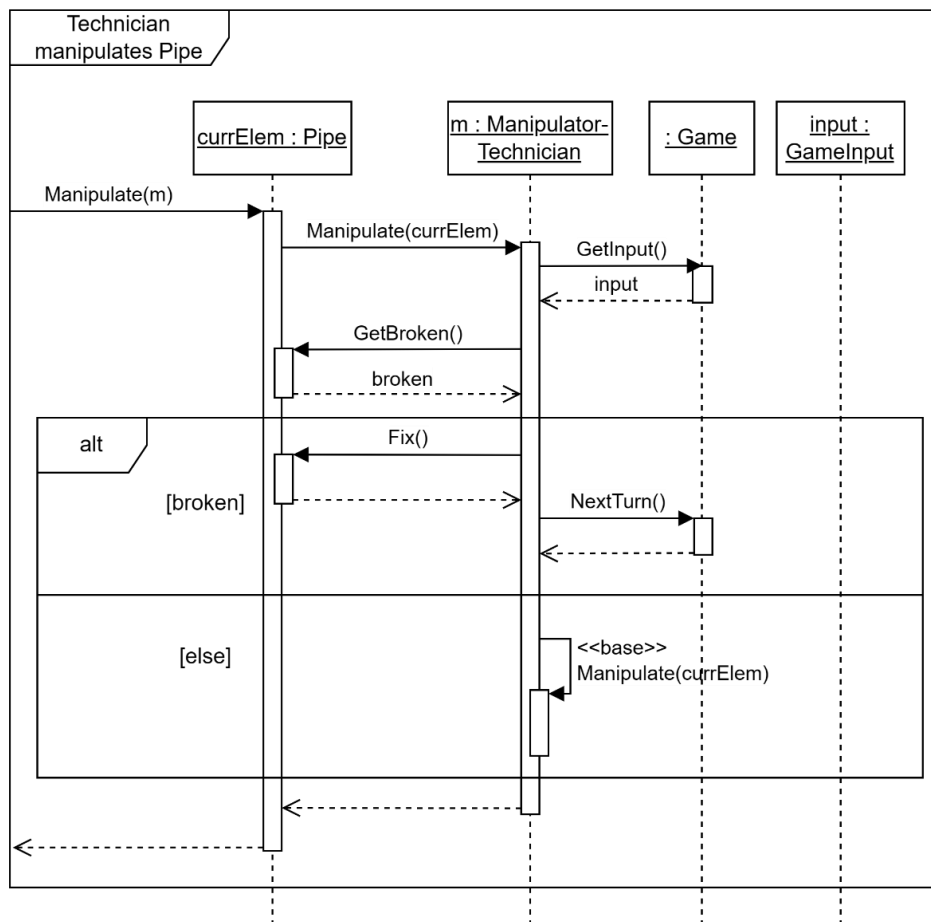 Technician
manipulates Pipe
currElem : Pipe
m : Manipulator-
Technician
: Game
input :
GameInput
Manipulate(m)
Manipulate(currElem)
GetInput()
input
GetBroken()
broken
alt
Fix()
[broken]
NextTurn()
[else]
<<base>>
Manipulate(currElem)